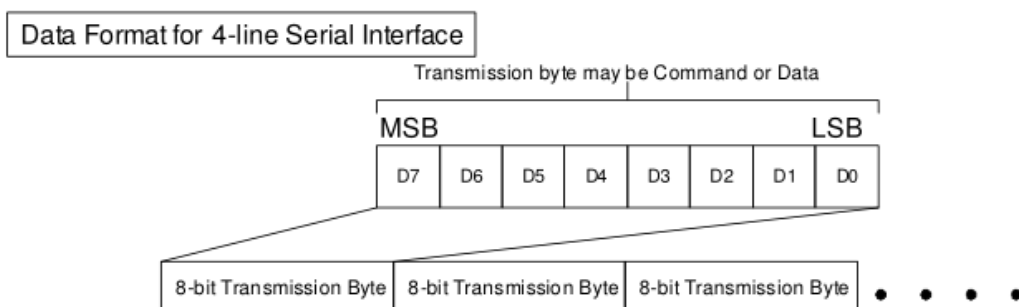 Data Format for 4-line Serial Interface
Transmission byte may be Command or Data
MSB LSB
D7 D6 D5 D4 D3 D2 D1 D0
8-bit Transmission Byte 8-bit Transmission Byte 8-bit Transmission Byte